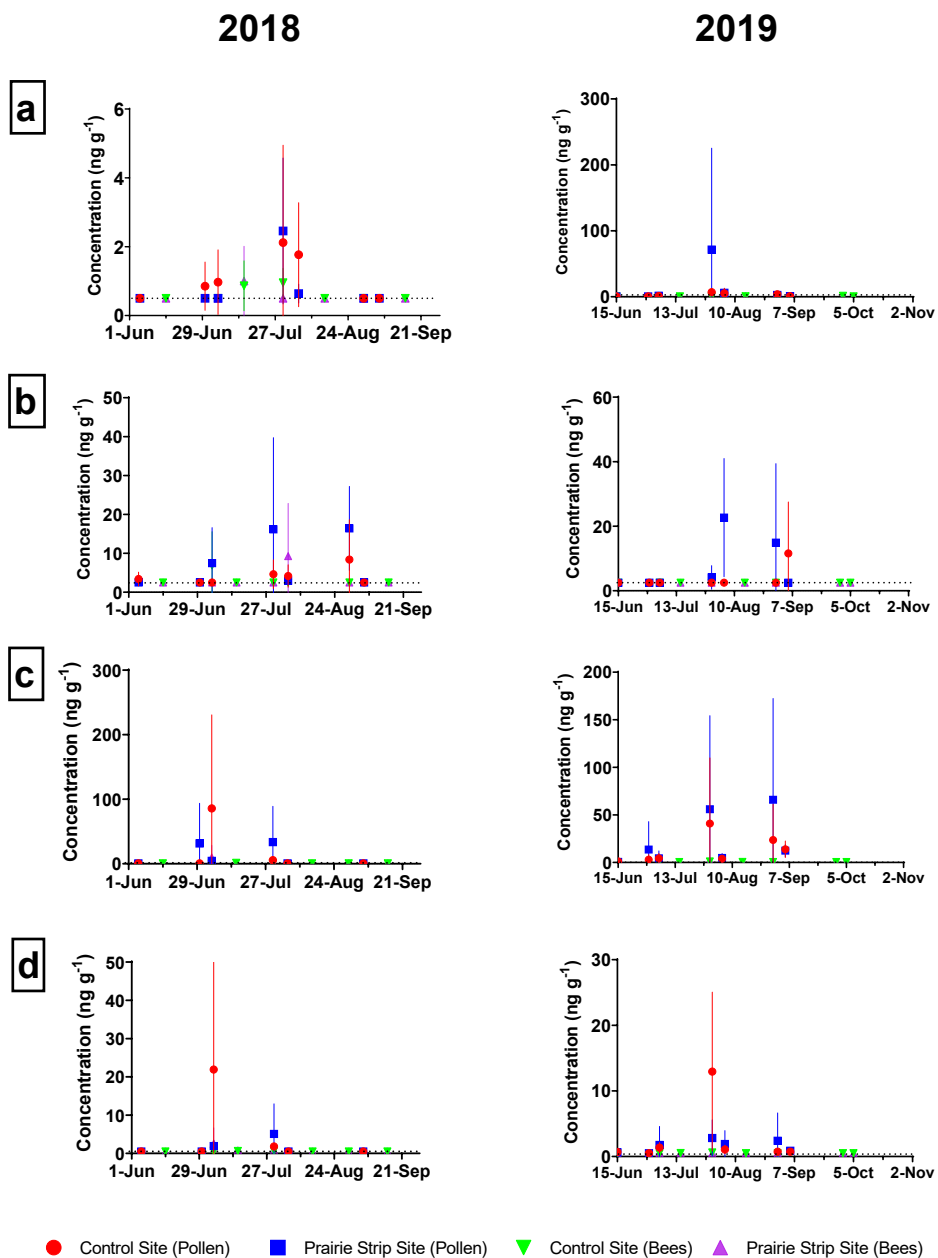 2018 2019
a
Concentration (ng g-1)
6
4
2
0
1-Jun 29-Jun 27-Jul 24-Aug 21-Sep
Concentration (ng g-1)
300
200
100
0
15-Jun 13-Jul 10-Aug 7-Sep 5-Oct 2-Nov
b
Concentration (ng g-1)
50
40
30
20
10
0
1-Jun 29-Jun 27-Jul 24-Aug 21-Sep
Concentration (ng g-1)
60
40
20
0
15-Jun 13-Jul 10-Aug 7-Sep 5-Oct 2-Nov
c
Concentration (ng g-1)
300
200
100
0
1-Jun 29-Jun 27-Jul 24-Aug 21-Sep
Concentration (ng g-1)
200
150
100
50
0
15-Jun 13-Jul 10-Aug 7-Sep 5-Oct 2-Nov
d
Concentration (ng g-1)
50
40
30
20
10
0
1-Jun 29-Jun 27-Jul 24-Aug 21-Sep
Concentration (ng g-1)
30
20
10
0
15-Jun 13-Jul 10-Aug 7-Sep 5-Oct 2-Nov
Control Site (Pollen) Prairie Strip Site (Pollen) Control Site (Bees) Prairie Strip Site (Bees)